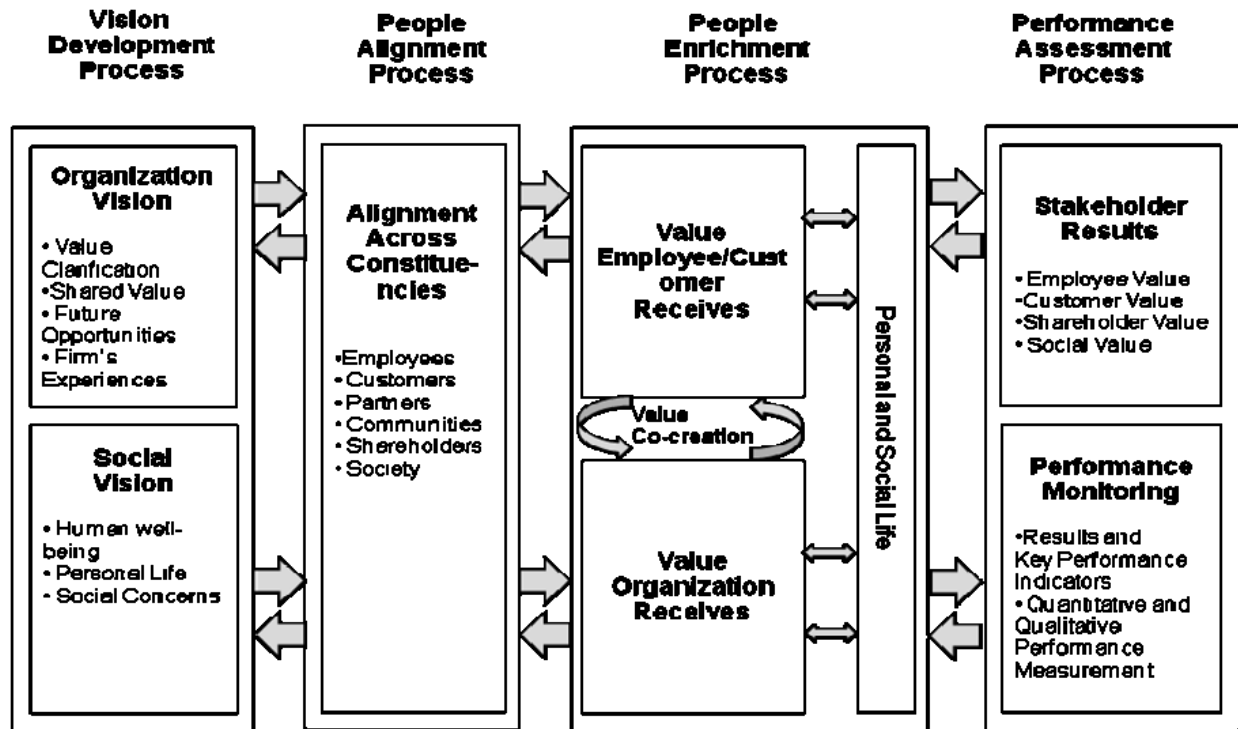 Vision
Development
Process
People
Alignment
Process
People
Enrichment
Process
Performance
Assessment
Process
Organization
Vision
• Value
Clarification
•Shared Value
• Future
Opportunities
• Firm's
Experiences
Social
Vision
• Human well-
being
• Personal Life
• Social Concerns
Alignment
Across
Constitue-
ncies
•Employees
• Customers
• Partners
• Communities
• Shareholders
• Society
Value
Employee/Cust
omer
Receives
Value
Co-creation
Value
Organization
Receives
Personal and Social Life
Stakeholder
Results
• Employee Value
•Customer Value
•Shareholder Value
• Social Value
Performance
Monitoring
•Results and
Key Performance
Indicators
• Quantitative and
Qualitative
Performance
Measurement